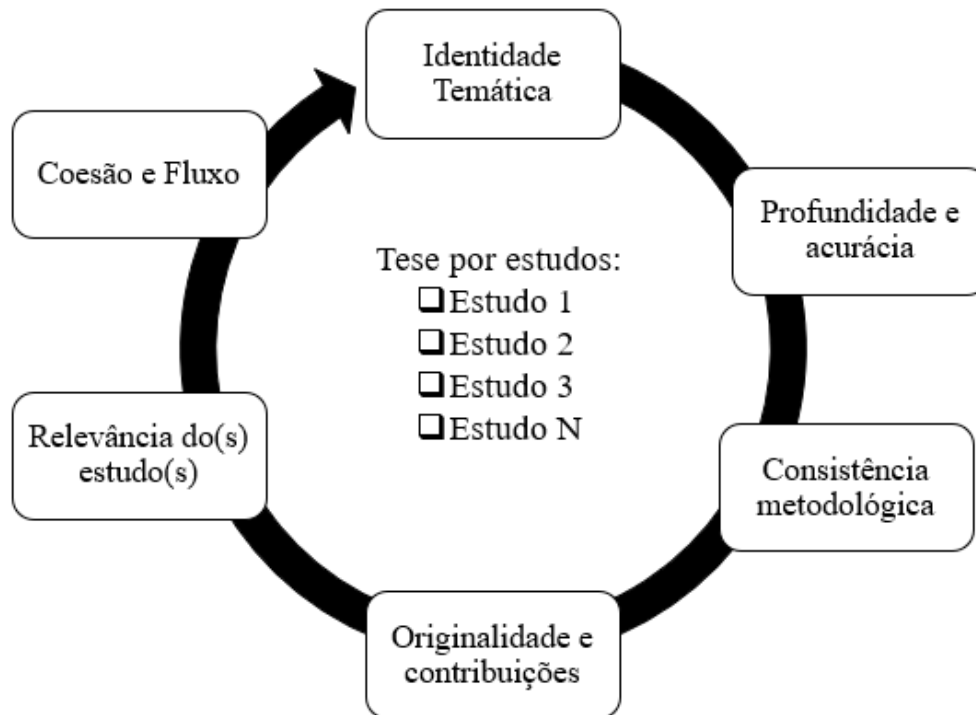 Identidade
Temática
Profundidade e
acurácia
Consistência
metodológica
Originalidade e
contribuições
Relevância do(s)
estudo(s)
Coesão e Fluxo
Tese por estudos:
❑Estudo 1
❑Estudo 2
❑Estudo 3
❑Estudo N